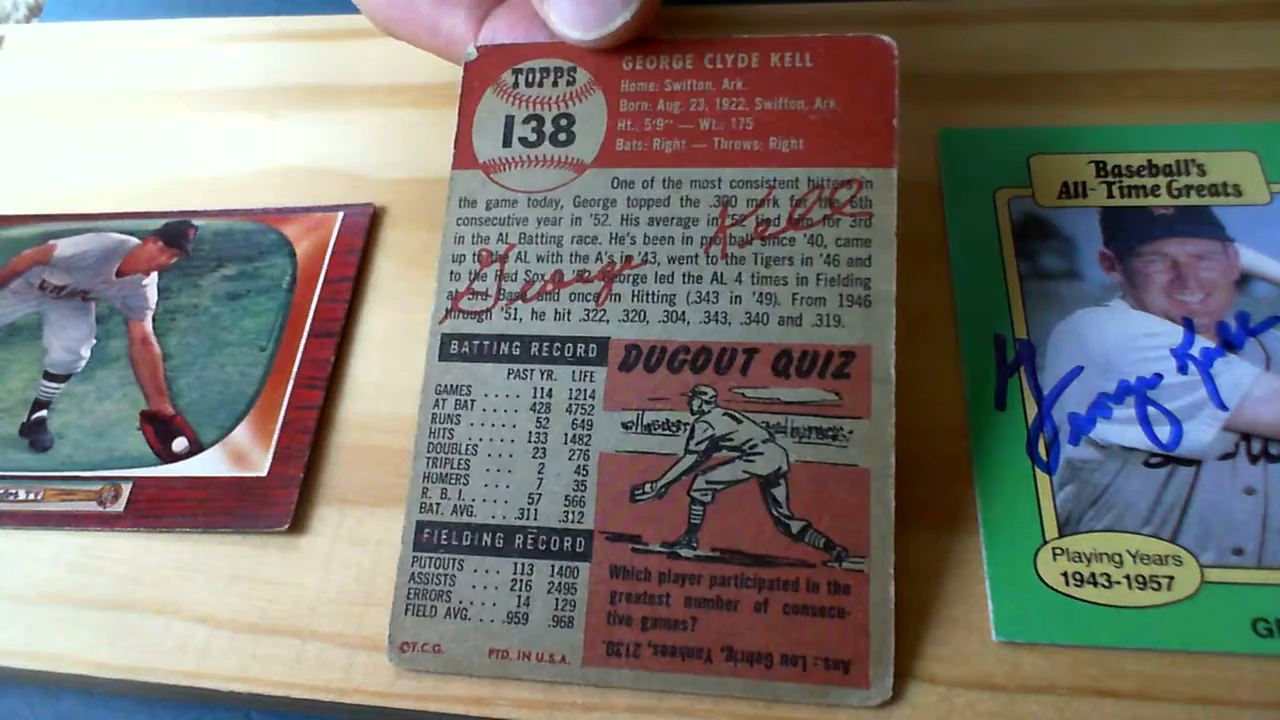 TOPPS
138
GEORGE CLYDE KELL
Home: Swifton, Ark.
Born: Aug. 23, 1922, Swifton, Ark.
Ht.: 5'9" — Wt.: 175
Bats: Right — Throws: Right
One of the most consistent hitters in
the game today, George topped the .300 mark for the 6th
consecutive year in '52. His average in '52 tied him for 3rd
in the AL Batting race. He's been in pro ball since '40, came
up to the AL with the A's in '43, went to the Tigers in '46 and
to the Red Sox in '52. George led the AL 4 times in Fielding
at 3rd Base and once in Hitting (.343 in '49). From 1946
through '51, he hit .322, .320, .304, .343, .340 and .319.
George Kell
BATTING RECORD
PAST YR. LIFE
GAMES . . . . . 114 1214
AT BAT . . . . 428 4752
RUNS . . . . . 52 649
HITS . . . . . 133 1482
DOUBLES . . . 23 276
TRIPLES . . . 2 45
HOMERS . . . 7 35
R. B. I. . . . . . 57 566
BAT. AVG. . . . .311 .312
FIELDING RECORD
PUTOUTS . . . 113 1400
ASSISTS . . . . 216 2495
ERRORS . . . . 14 129
FIELD AVG. . . . .959 .968
©T.C.G. PTD. IN U.S.A.
DUGOUT QUIZ
Which player participated in the
greatest number of consecu-
tive games?
Ans.: Lou Gehrig, Yankees, 2130.
Baseball's
All-Time Greats
George Kell
Playing Years
1943-1957